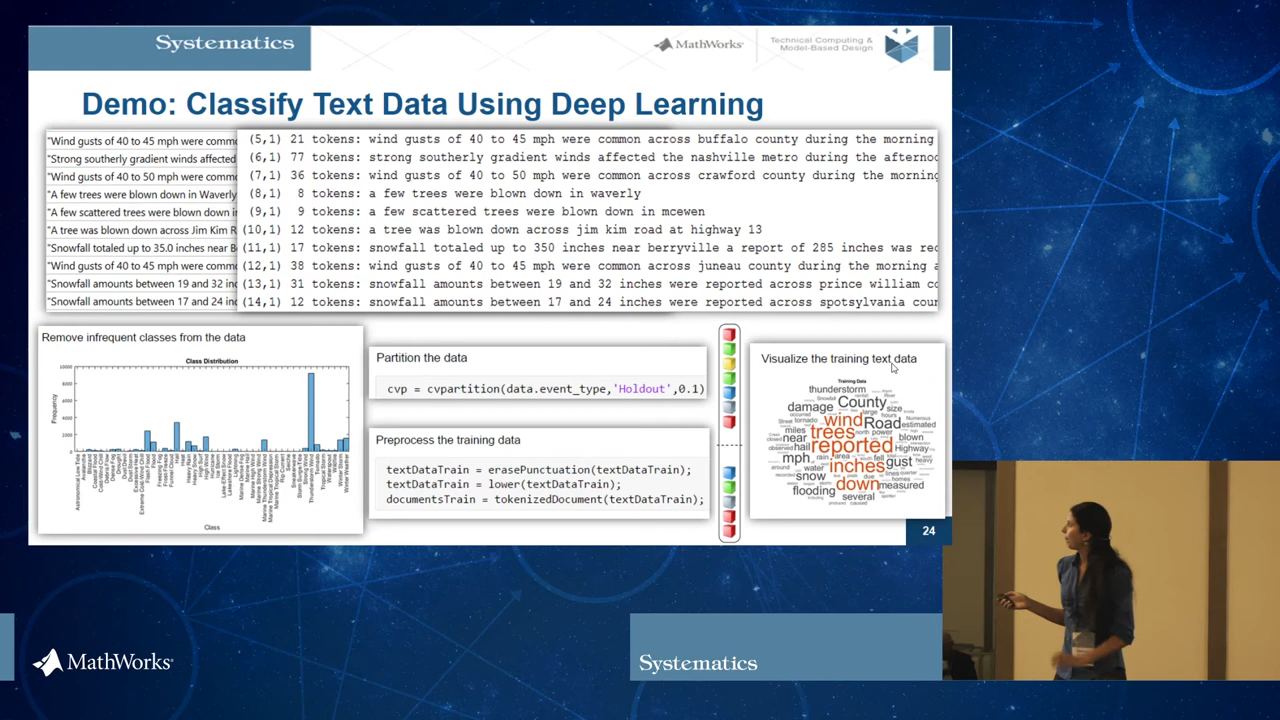 Systematics
MathWorks
Technical Computing &
Model-Based Design
Demo: Classify Text Data Using Deep Learning
"Wind gusts of 40 to 45 mph were commo
"Strong southerly gradient winds affected
"Wind gusts of 40 to 50 mph were commo
"A few trees were blown down in Waverly
"A few scattered trees were blown down i
"A tree was blown down across Jim Kim R
"Snowfall totaled up to 35.0 inches near B
"Wind gusts of 40 to 45 mph were commo
"Snowfall amounts between 19 and 32 inc
"Snowfall amounts between 17 and 24 inc
(5,1) 21 tokens: wind gusts of 40 to 45 mph were common across buffalo county during the morning
(6,1) 77 tokens: strong southerly gradient winds affected the nashville metro during the afternoo
(7,1) 36 tokens: wind gusts of 40 to 50 mph were common across crawford county during the morning
(8,1) 8 tokens: a few trees were blown down in waverly
(9,1) 9 tokens: a few scattered trees were blown down in mcewen
(10,1) 12 tokens: a tree was blown down across jim kim road at highway 13
(11,1) 17 tokens: snowfall totaled up to 350 inches near berryville a report of 285 inches was rec
(12,1) 38 tokens: wind gusts of 40 to 45 mph were common across juneau county during the morning a
(13,1) 31 tokens: snowfall amounts between 19 and 32 inches were reported across prince william co
(14,1) 12 tokens: snowfall amounts between 17 and 24 inches were reported across spotsylvania coun
Remove infrequent classes from the data
Class Distribution
Frequency
10000
8000
6000
4000
2000
0
Class
Partition the data
cvp = cvpartition(data.event_type,'Holdout',0.1)
Preprocess the training data
textDataTrain = erasePunctuation(textDataTrain);
textDataTrain = lower(textDataTrain);
documentsTrain = tokenizedDocument(textDataTrain);
Visualize the training text data
Training Data
thunderstorm
County
damage
size
wind
Road
estimated
trees
miles
near
blown
reported
hail
Highway
mph
inches
gust
snow
down
measured
flooding
several
24
MathWorks
Systematics